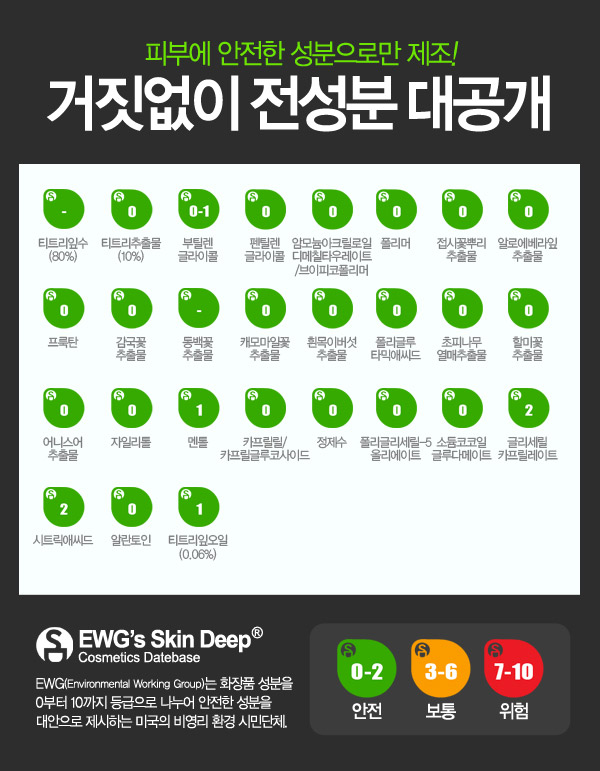 피부에 안전한 성분으로만 제조!
거짓없이 전성분 대공개
- 0 0-1 0 0 0 0 0
티트리잎수 티트리추출물 부틸렌 펜틸렌 암모늄아크릴로일 폴리머 접시꽃뿌리 알로에베라잎
(80%) (10%) 글라이콜 글라이콜 디메칠타우레이트 추출물 추출물
/브이피코폴리머
0 0 - 0 0 0 0 0
프룩탄 감국꽃 동백꽃 캐모마일꽃 흰목이버섯 폴리글루 초피나무 할미꽃
추출물 추출물 추출물 추출물 타믹애씨드 열매추출물 추출물
0 0 1 0 0 0 0 2
어니스어 자일리톨 멘톨 카프릴릴/ 정제수 폴리글리세릴-5 소듐코코일 글리세릴
추출물 카프릴글루코사이드 올리에이트 글루타메이트 카프릴레이트
2 0 1
시트릭애씨드 알란토인 티트리잎오일
(0.06%)
EWG's Skin Deep®
Cosmetics Datebase
EWG(Environmental Working Group)는 화장품 성분을
0부터 10까지 등급으로 나누어 안전한 성분을
대안으로 제시하는 미국의 비영리 환경 시민단체.
0-2 3-6 7-10
안전 보통 위험